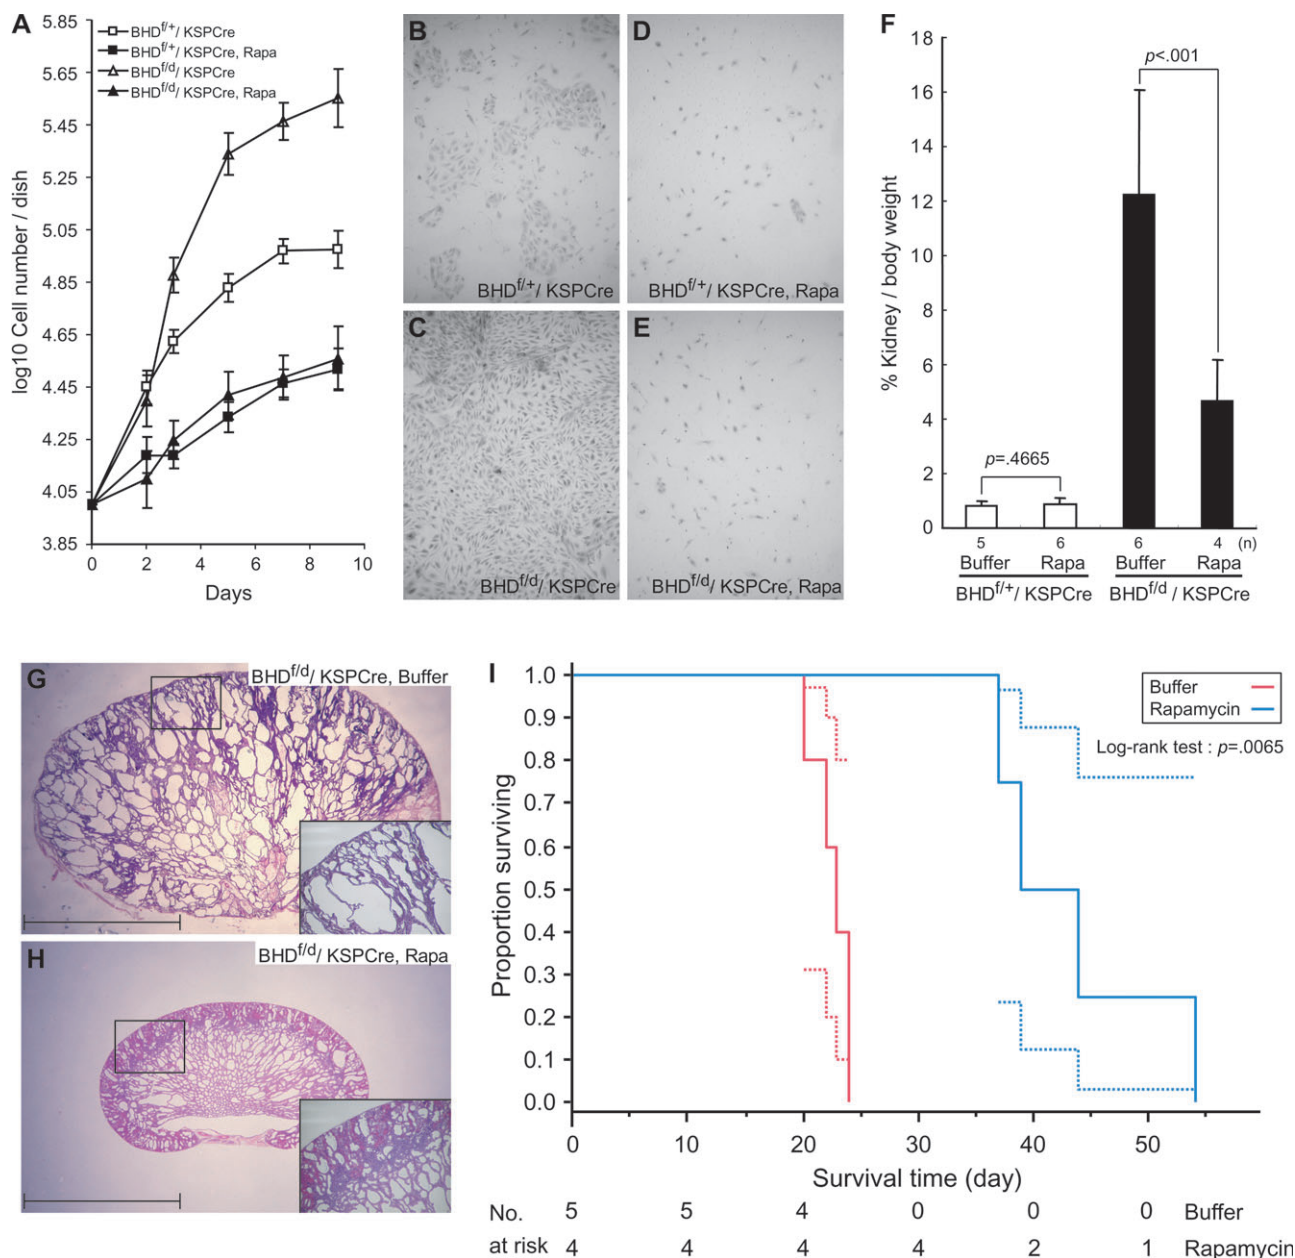 A
5.85
5.65
5.45
5.25
5.05
4.85
4.65
4.45
4.25
4.05
3.85
log10 Cell number / dish
0 2 4 6 8 10
Days
BHDf/+/ KSPCre
BHDf/+/ KSPCre, Rapa
BHDf/d/ KSPCre
BHDf/d/ KSPCre, Rapa
B
BHDf/+/ KSPCre
D
BHDf/+/ KSPCre, Rapa
C
BHDf/d/ KSPCre
E
BHDf/d/ KSPCre, Rapa
F
18
16
14
12
10
8
6
4
2
0
% Kidney / body weight
p<.001
p=.4665
5 6 6 4 (n)
Buffer Rapa Buffer Rapa
BHDf/+/ KSPCre BHDf/d/ KSPCre
G
BHDf/d/ KSPCre, Buffer
H
BHDf/d/ KSPCre, Rapa
I
1.0
0.9
0.8
0.7
0.6
0.5
0.4
0.3
0.2
0.1
0.0
Proportion surviving
Buffer
Rapamycin
Log-rank test : p=.0065
0 10 20 30 40 50
Survival time (day)
No. 5 5 4 0 0 0 Buffer
at risk 4 4 4 4 2 1 Rapamycin